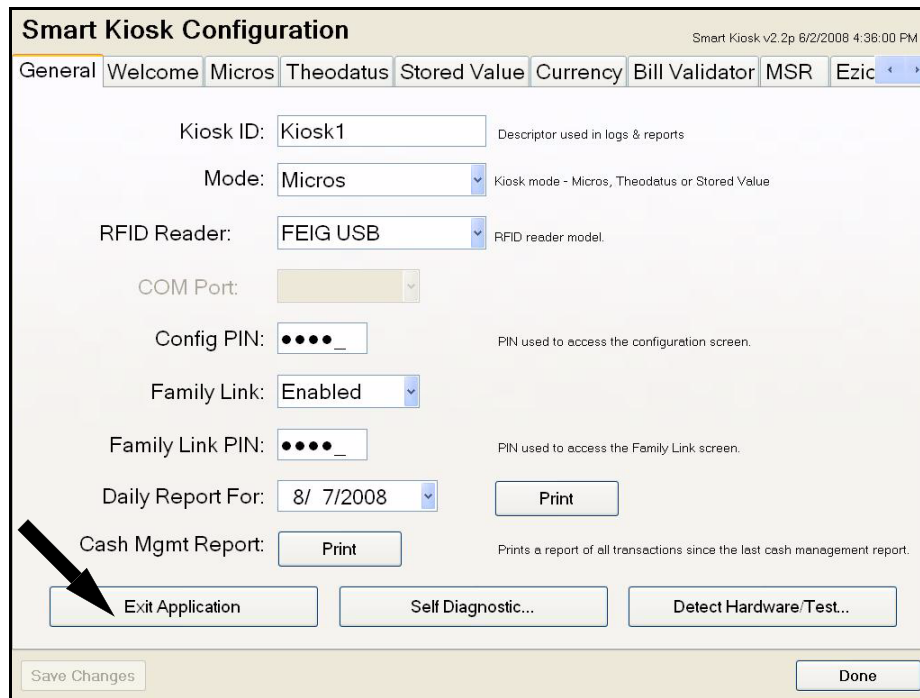 Smart Kiosk Configuration
Smart Kiosk v2.2p 6/2/2008 4:36:00 PM
General Welcome Micros Theodatus Stored Value Currency Bill Validator MSR Ezic
Kiosk ID: Kiosk1 Descriptor used in logs & reports
Mode: Micros Kiosk mode - Micros, Theodatus or Stored Value
RFID Reader: FEIG USB RFID reader model.
COM Port:
Config PIN: ●●●●_ PIN used to access the configuration screen.
Family Link: Enabled
Family Link PIN: ●●●●_ PIN used to access the Family Link screen.
Daily Report For: 8/ 7/2008 Print
Cash Mgmt Report: Print Prints a report of all transactions since the last cash management report.
Exit Application Self Diagnostic... Detect Hardware/Test...
Save Changes Done